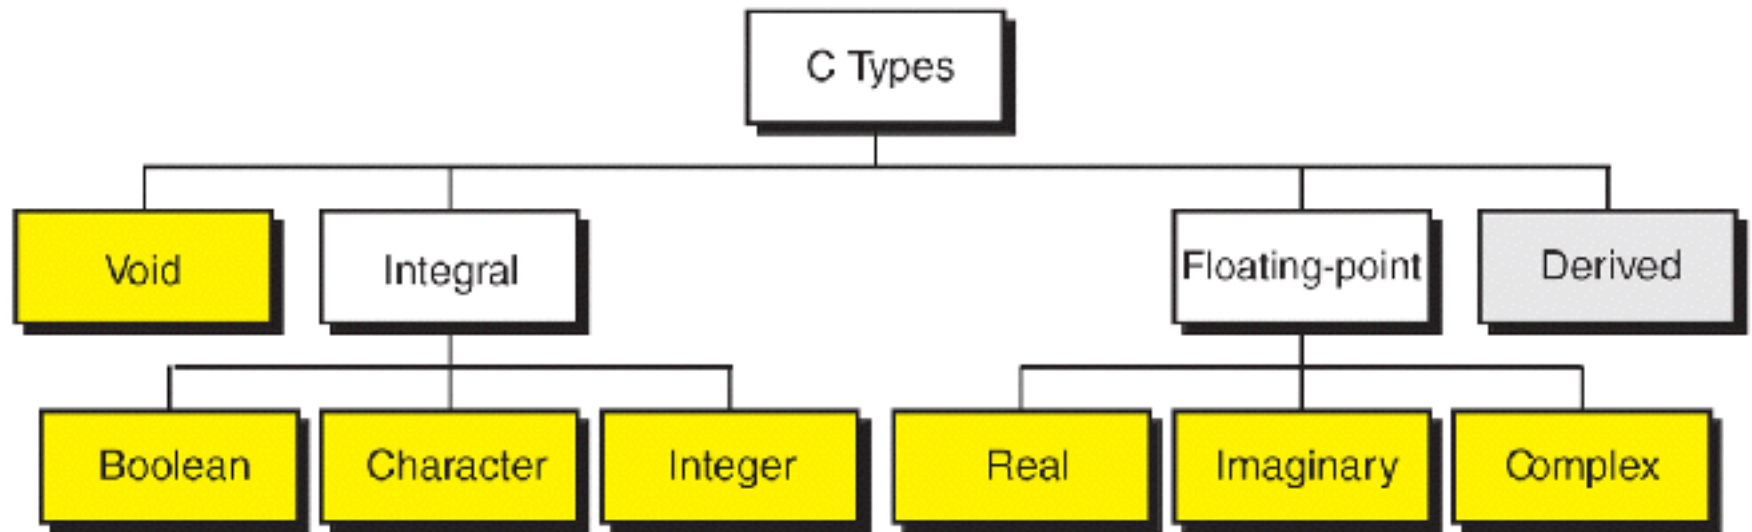 C Types
Void
Integral
Floating-point
Derived
Boolean
Character
Integer
Real
Imaginary
Complex